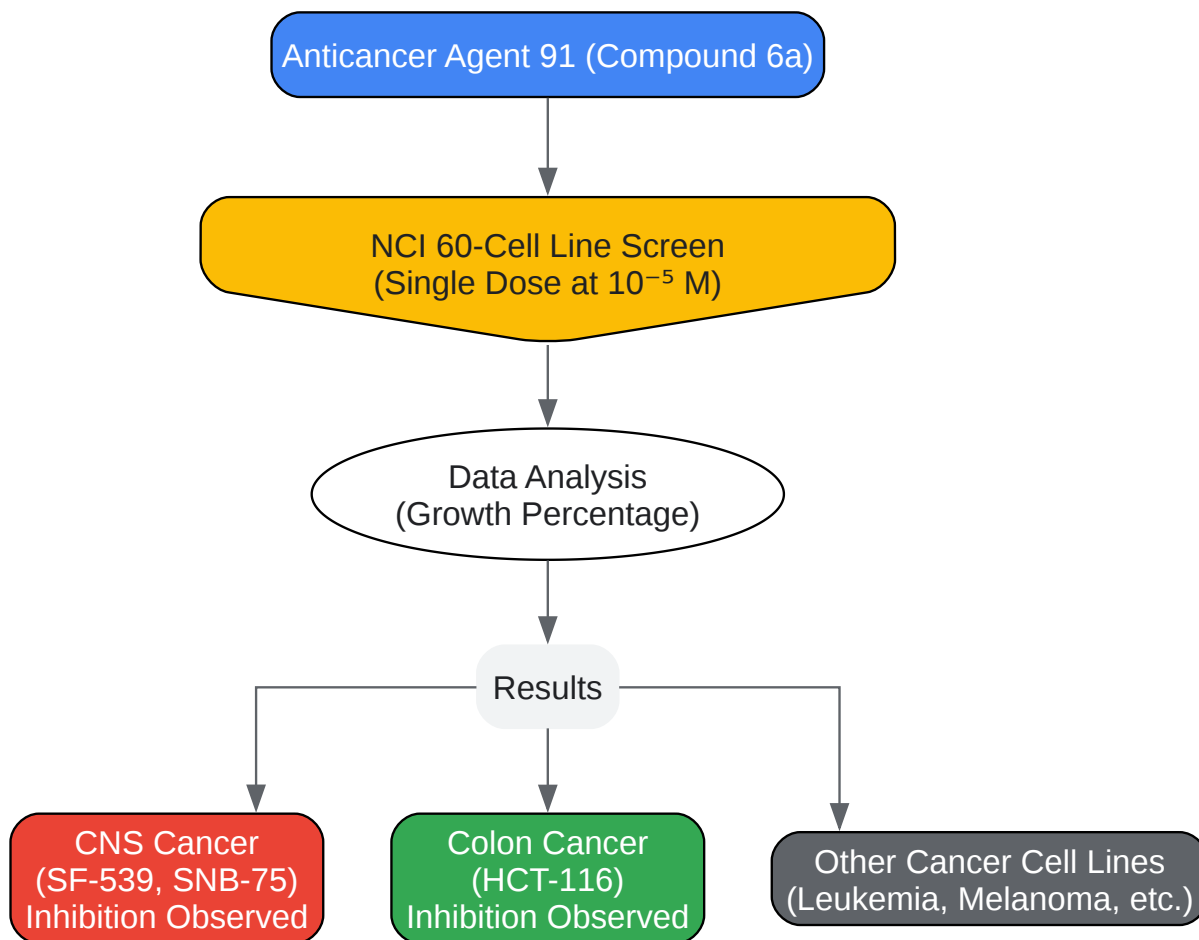 Anticancer Agent 91 (Compound 6a)
NCI 60-Cell Line Screen
(Single Dose at 10⁻⁵ M)
Data Analysis
(Growth Percentage)
Results
CNS Cancer
(SF-539, SNB-75)
Inhibition Observed
Colon Cancer
(HCT-116)
Inhibition Observed
Other Cancer Cell Lines
(Leukemia, Melanoma, etc.)